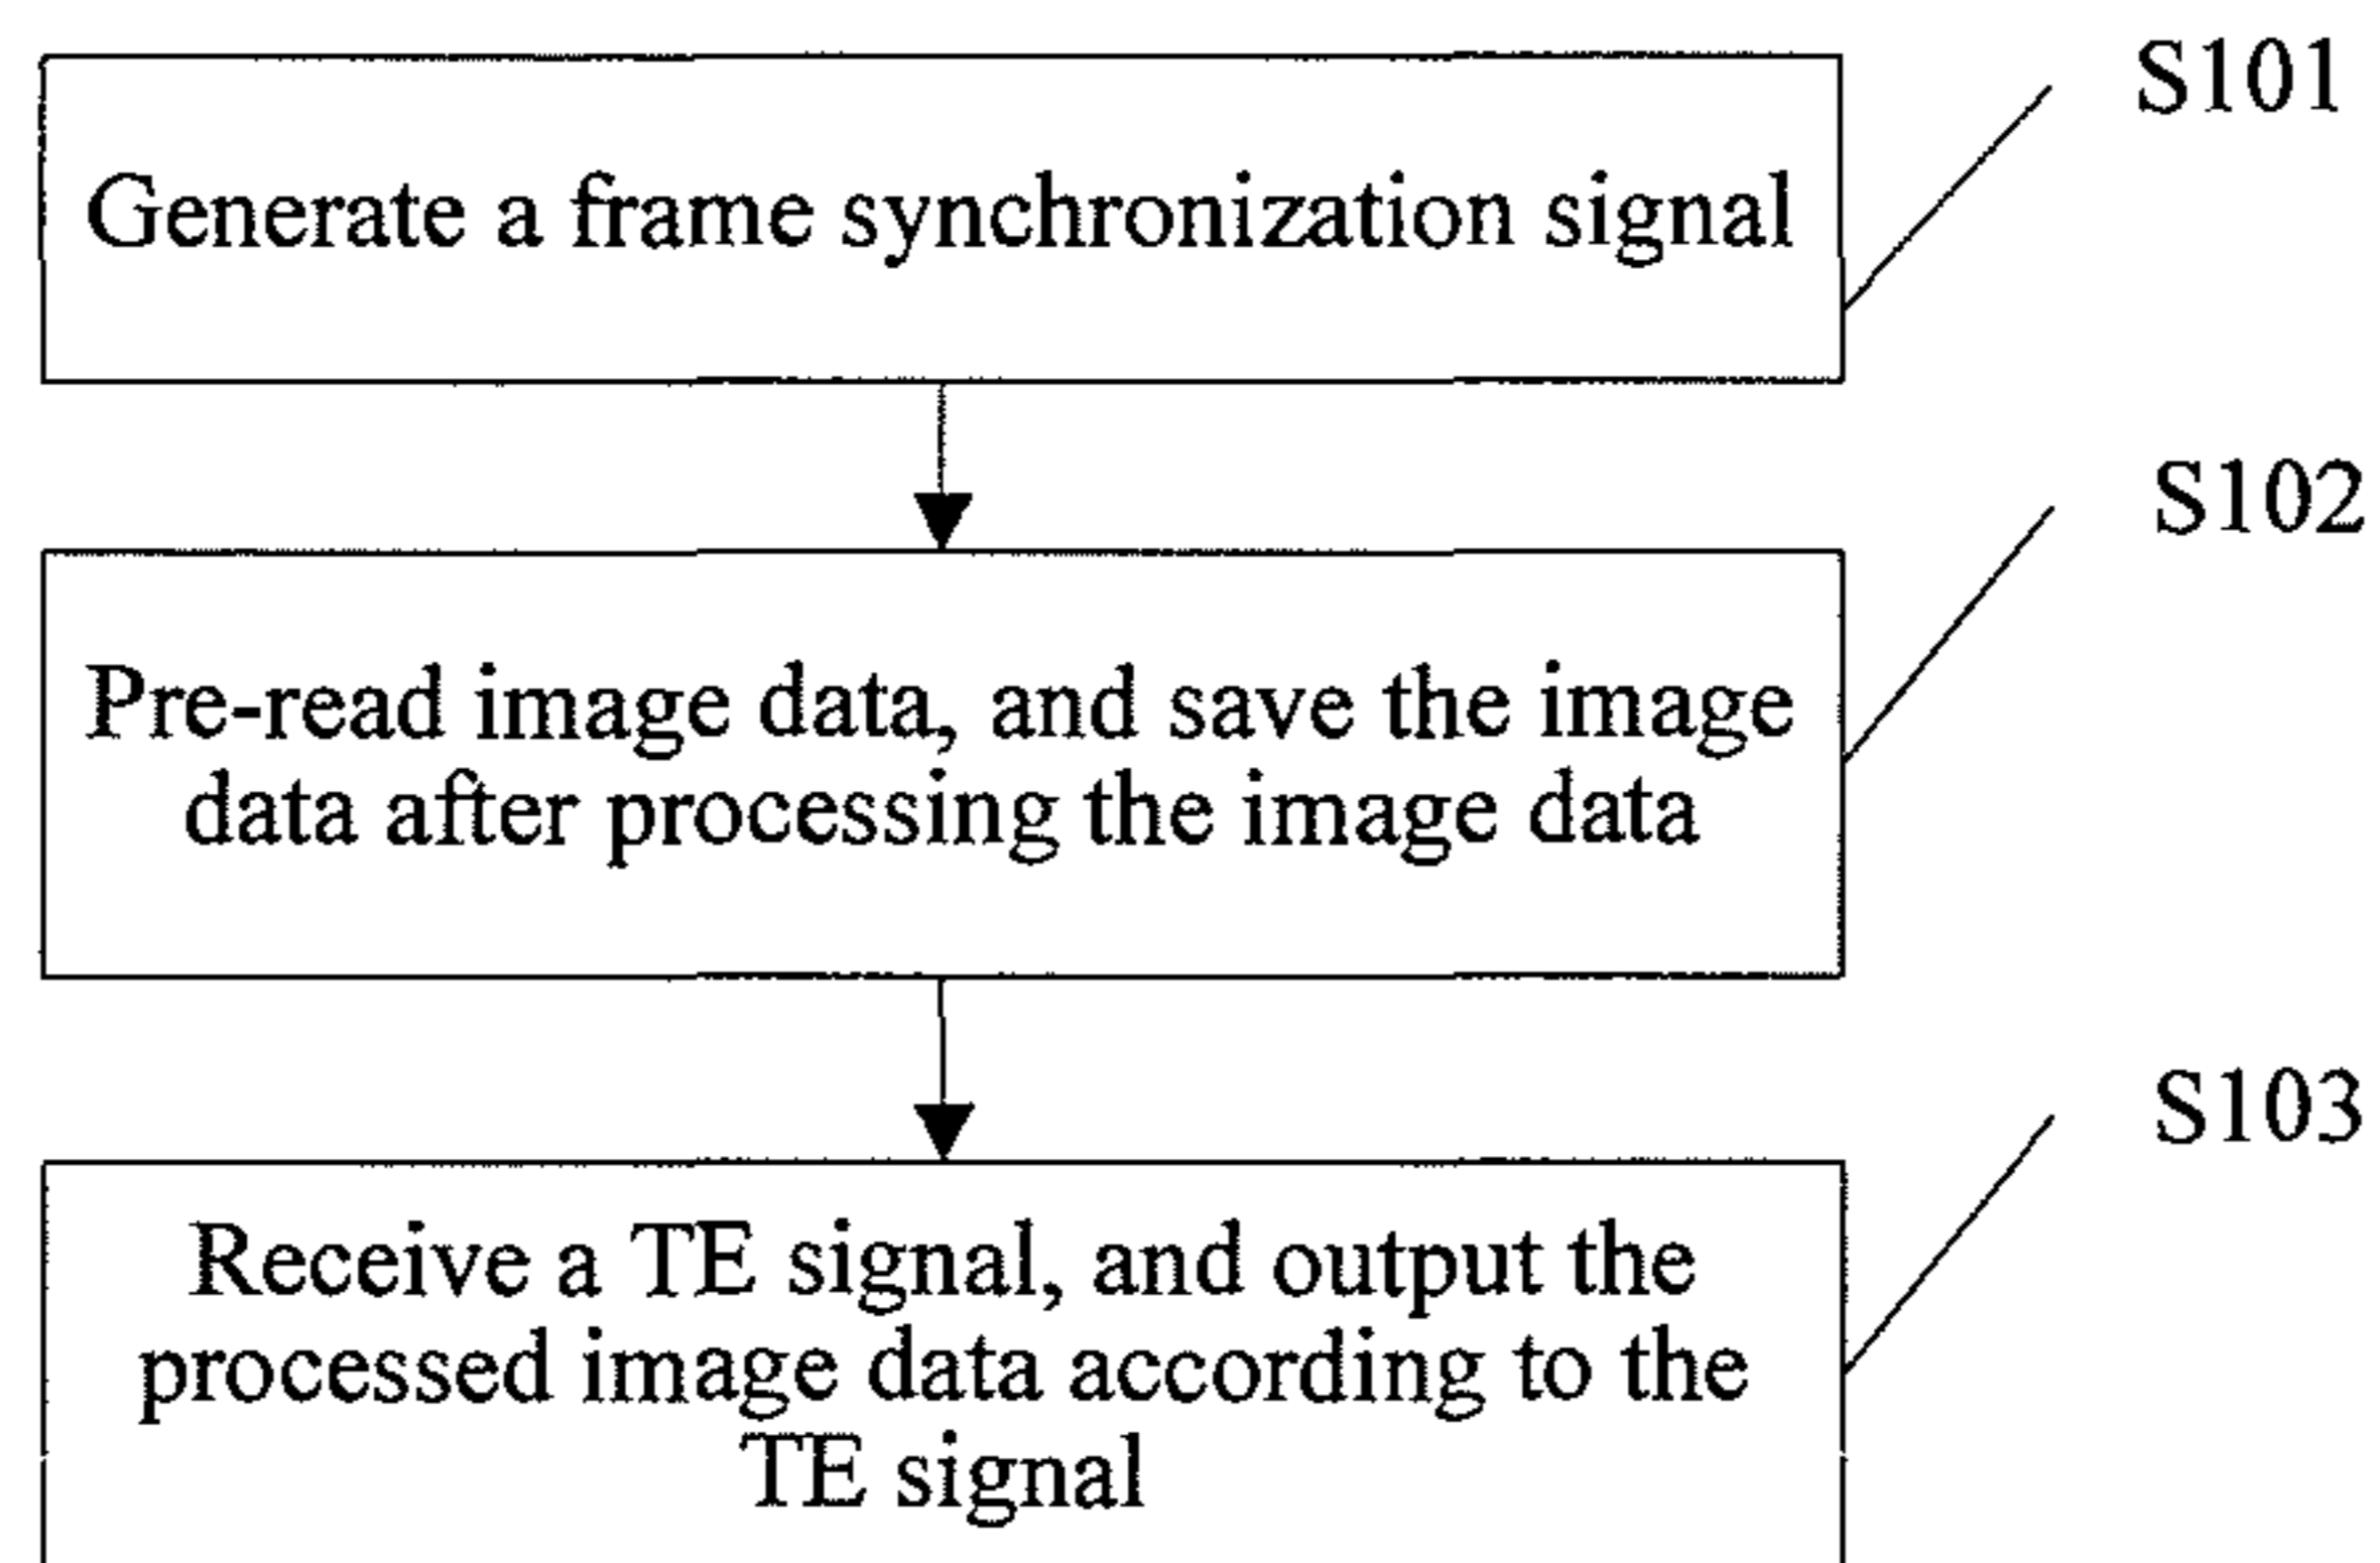 S101
Generate a frame synchronization signal
S102
Pre-read image data, and save the image
data after processing the image data
S103
Receive a TE signal, and output the
processed image data according to the
TE signal